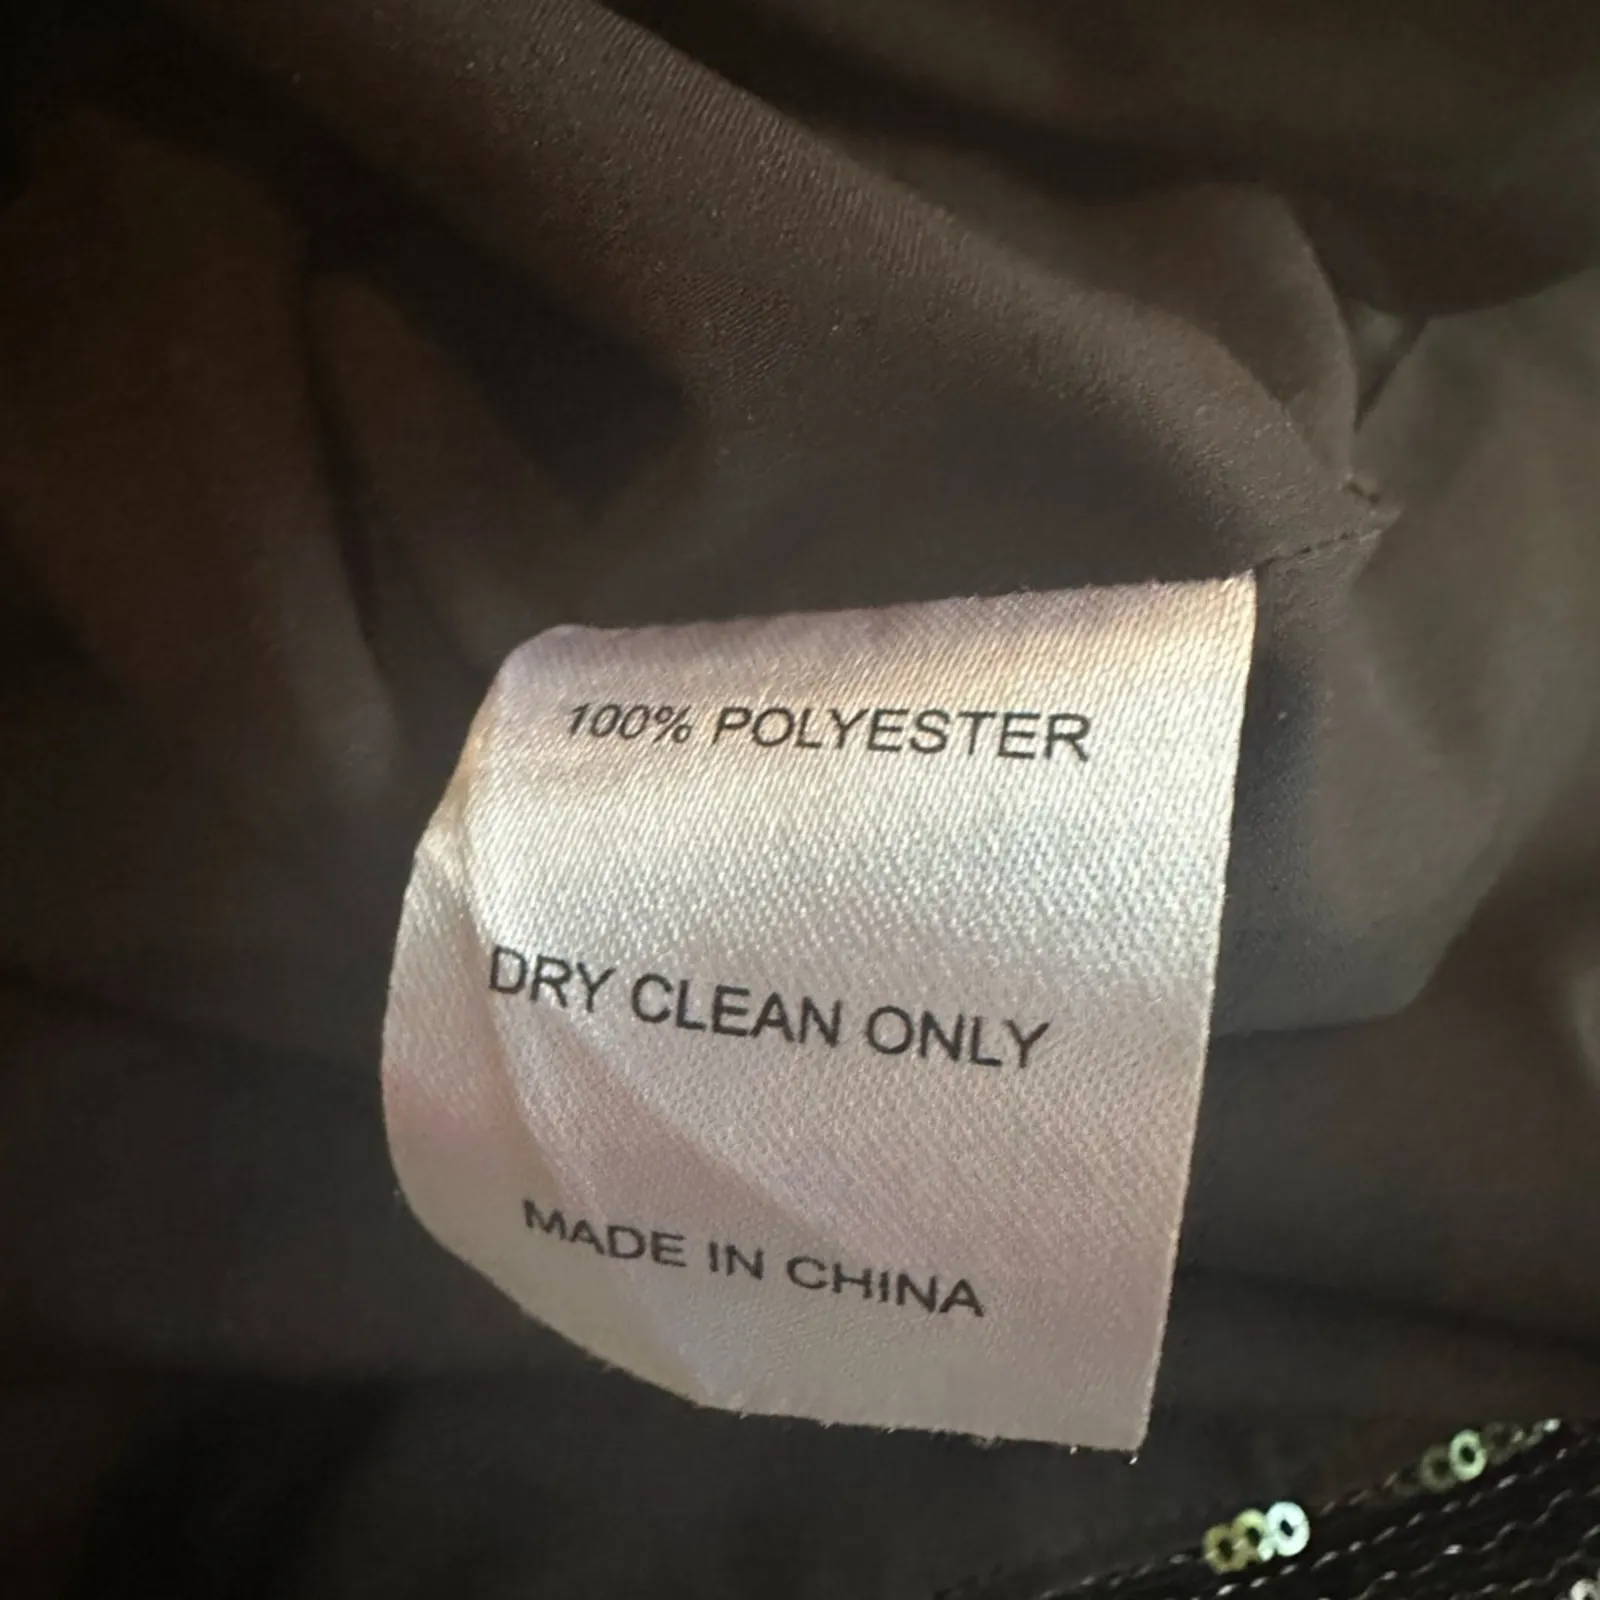 100% POLYESTER
DRY CLEAN ONLY
MADE IN CHINA